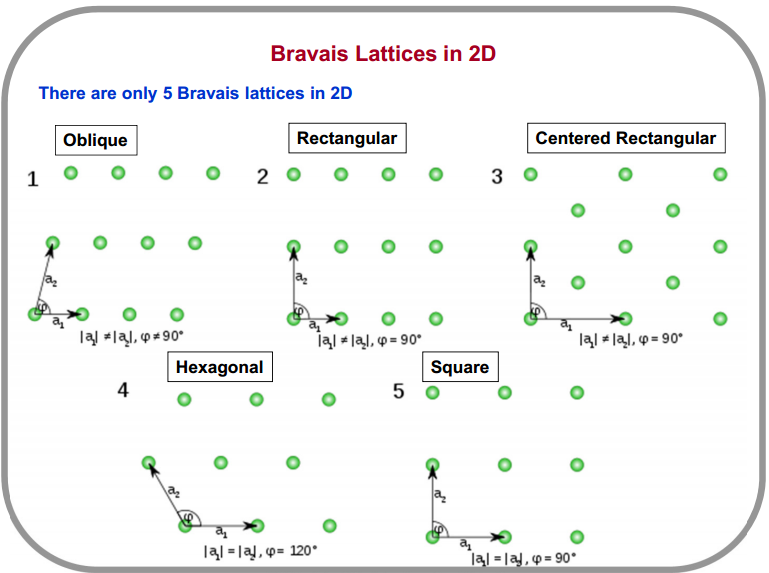 Bravais Lattices in 2D
There are only 5 Bravais lattices in 2D
Oblique
Rectangular
Centered Rectangular
1
2
3
a₂
φ
a₁
|a₁| ≠ |a₂|, φ ≠ 90°
a₂
φ
a₁
|a₁| ≠ |a₂|, φ = 90°
a₂
φ
a₁
|a₁| ≠ |a₂|, φ = 90°
Hexagonal
Square
4
5
a₂
φ
a₁
|a₁| = |a₂|, φ = 120°
a₂
φ
a₁
|a₁| = |a₂|, φ = 90°